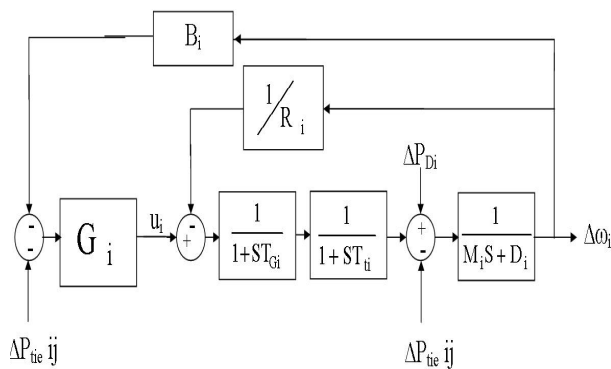 B_i
1/R_i
ΔP_Di
- -
G_i
u_i
+ -
1/(1+ST_Gi)
1/(1+ST_ti)
+ -
1/(M_iS+D_i)
Δω_i
ΔP_tie ij
ΔP_tie ij